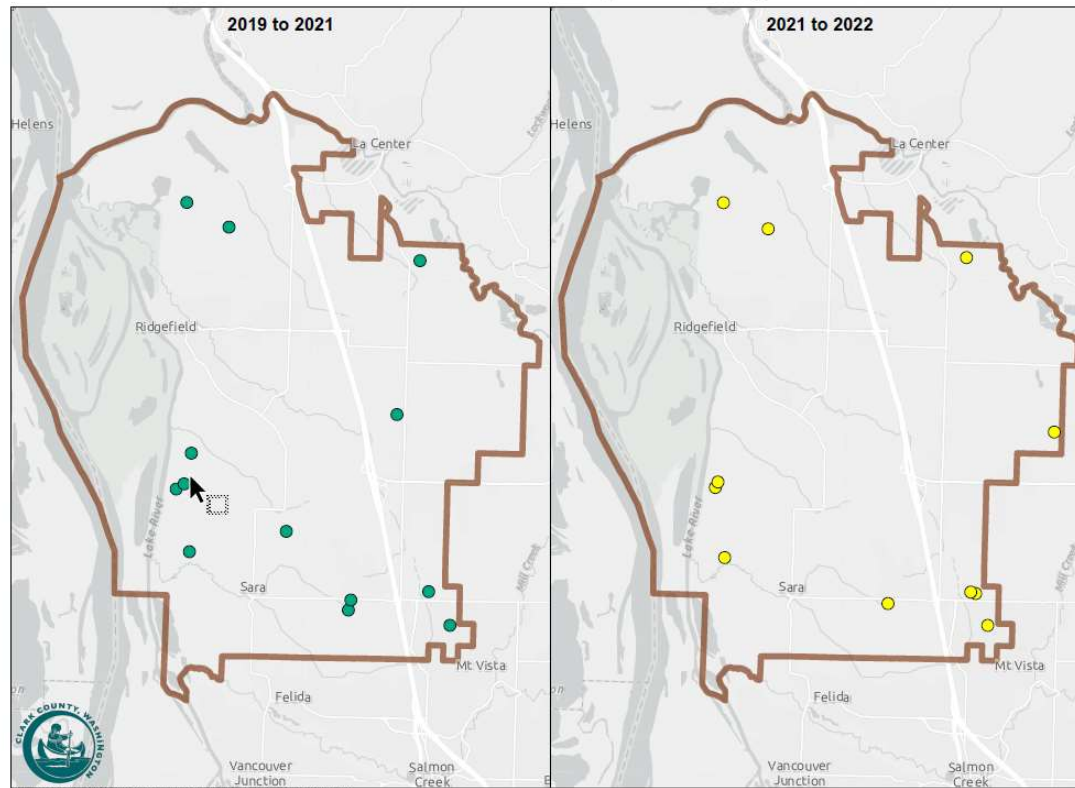 2019 to 2021
Helens
La Center
Ridgefield
Lake River
Sara
Mill Creek
Mt Vista
Felida
Vancouver
Junction
Salmon
Creek
CLARK COUNTY, WASHINGTON
2021 to 2022
Helens
La Center
Ridgefield
Lake River
Sara
Mill Creek
Mt Vista
Felida
Vancouver
Junction
Salmon
Creek